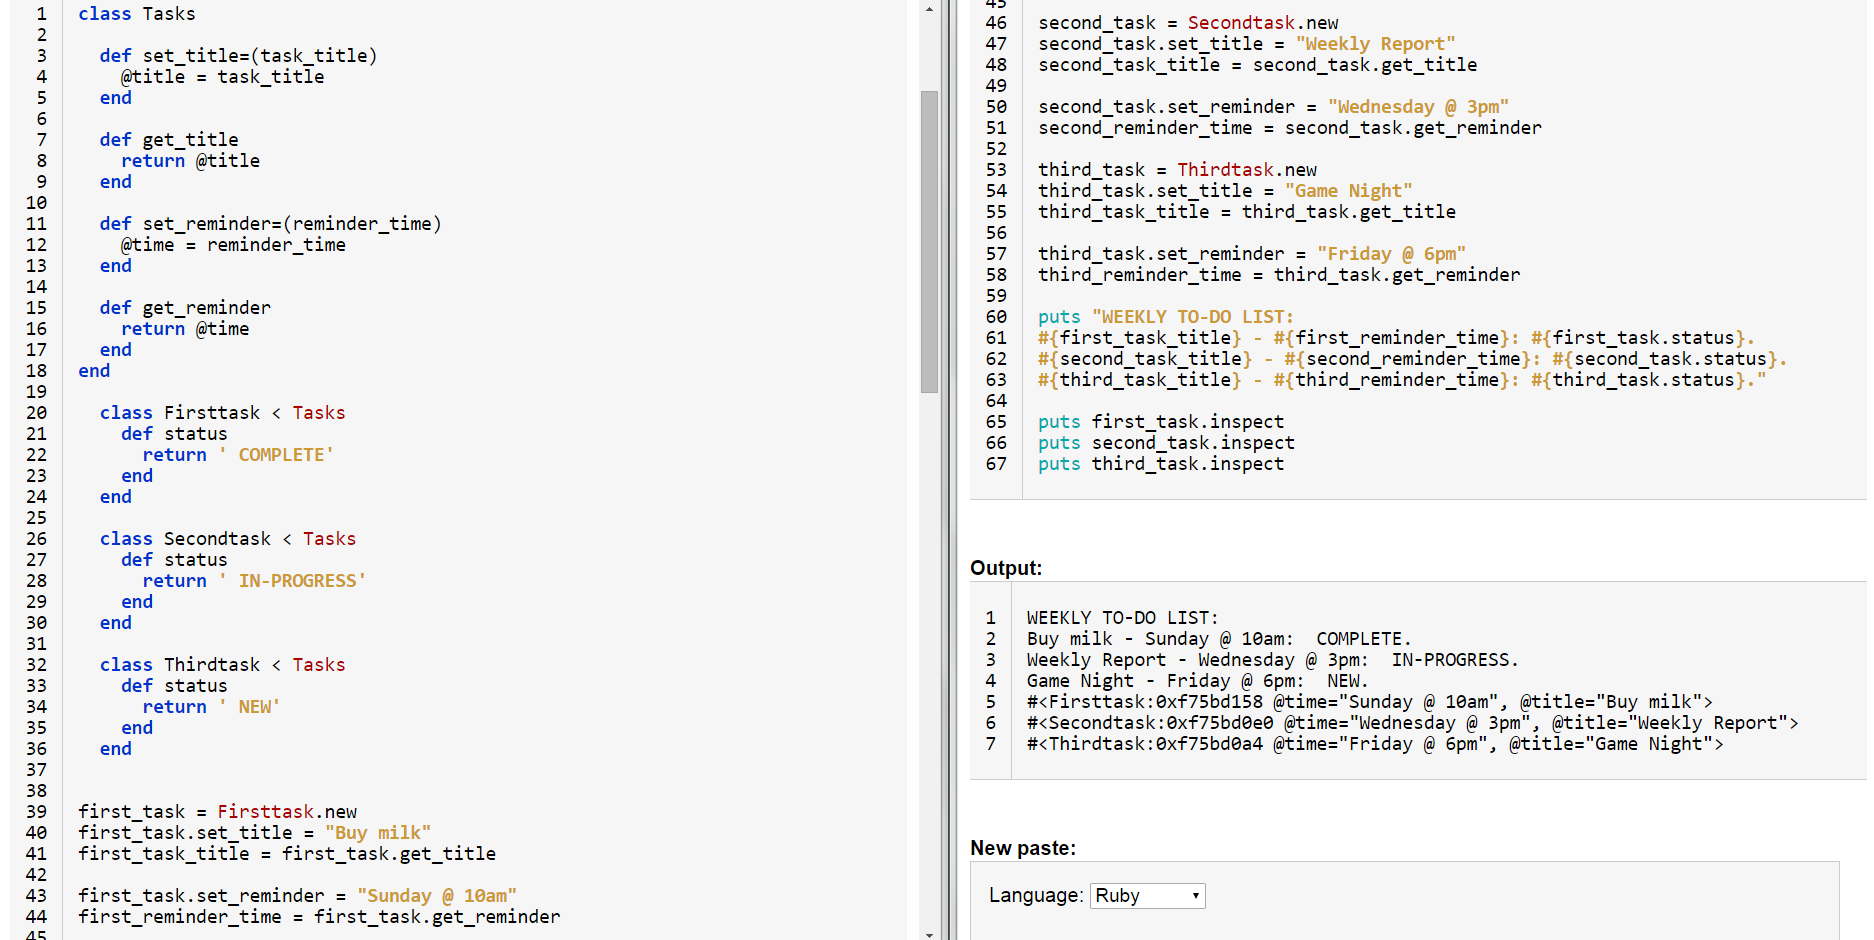 1 class Tasks
2
3 def set_title=(task_title)
4 @title = task_title
5 end
6
7 def get_title
8 return @title
9 end
10
11 def set_reminder=(reminder_time)
12 @time = reminder_time
13 end
14
15 def get_reminder
16 return @time
17 end
18 end
19
20 class Firsttask < Tasks
21 def status
22 return ' COMPLETE'
23 end
24 end
25
26 class Secondtask < Tasks
27 def status
28 return ' IN-PROGRESS'
29 end
30 end
31
32 class Thirdtask < Tasks
33 def status
34 return ' NEW'
35 end
36 end
37
38
39 first_task = Firsttask.new
40 first_task.set_title = "Buy milk"
41 first_task_title = first_task.get_title
42
43 first_task.set_reminder = "Sunday @ 10am"
44 first_reminder_time = first_task.get_reminder
45
45
46 second_task = Secondtask.new
47 second_task.set_title = "Weekly Report"
48 second_task_title = second_task.get_title
49
50 second_task.set_reminder = "Wednesday @ 3pm"
51 second_reminder_time = second_task.get_reminder
52
53 third_task = Thirdtask.new
54 third_task.set_title = "Game Night"
55 third_task_title = third_task.get_title
56
57 third_task.set_reminder = "Friday @ 6pm"
58 third_reminder_time = third_task.get_reminder
59
60 puts "WEEKLY TO-DO LIST:
61 #{first_task_title} - #{first_reminder_time}: #{first_task.status}.
62 #{second_task_title} - #{second_reminder_time}: #{second_task.status}.
63 #{third_task_title} - #{third_reminder_time}: #{third_task.status}."
64
65 puts first_task.inspect
66 puts second_task.inspect
67 puts third_task.inspect
Output:
1 WEEKLY TO-DO LIST:
2 Buy milk - Sunday @ 10am:  COMPLETE.
3 Weekly Report - Wednesday @ 3pm:  IN-PROGRESS.
4 Game Night - Friday @ 6pm:  NEW.
5 #<Firsttask:0xf75bd158 @time="Sunday @ 10am", @title="Buy milk">
6 #<Secondtask:0xf75bd0e0 @time="Wednesday @ 3pm", @title="Weekly Report">
7 #<Thirdtask:0xf75bd0a4 @time="Friday @ 6pm", @title="Game Night">
New paste:
Language: Ruby